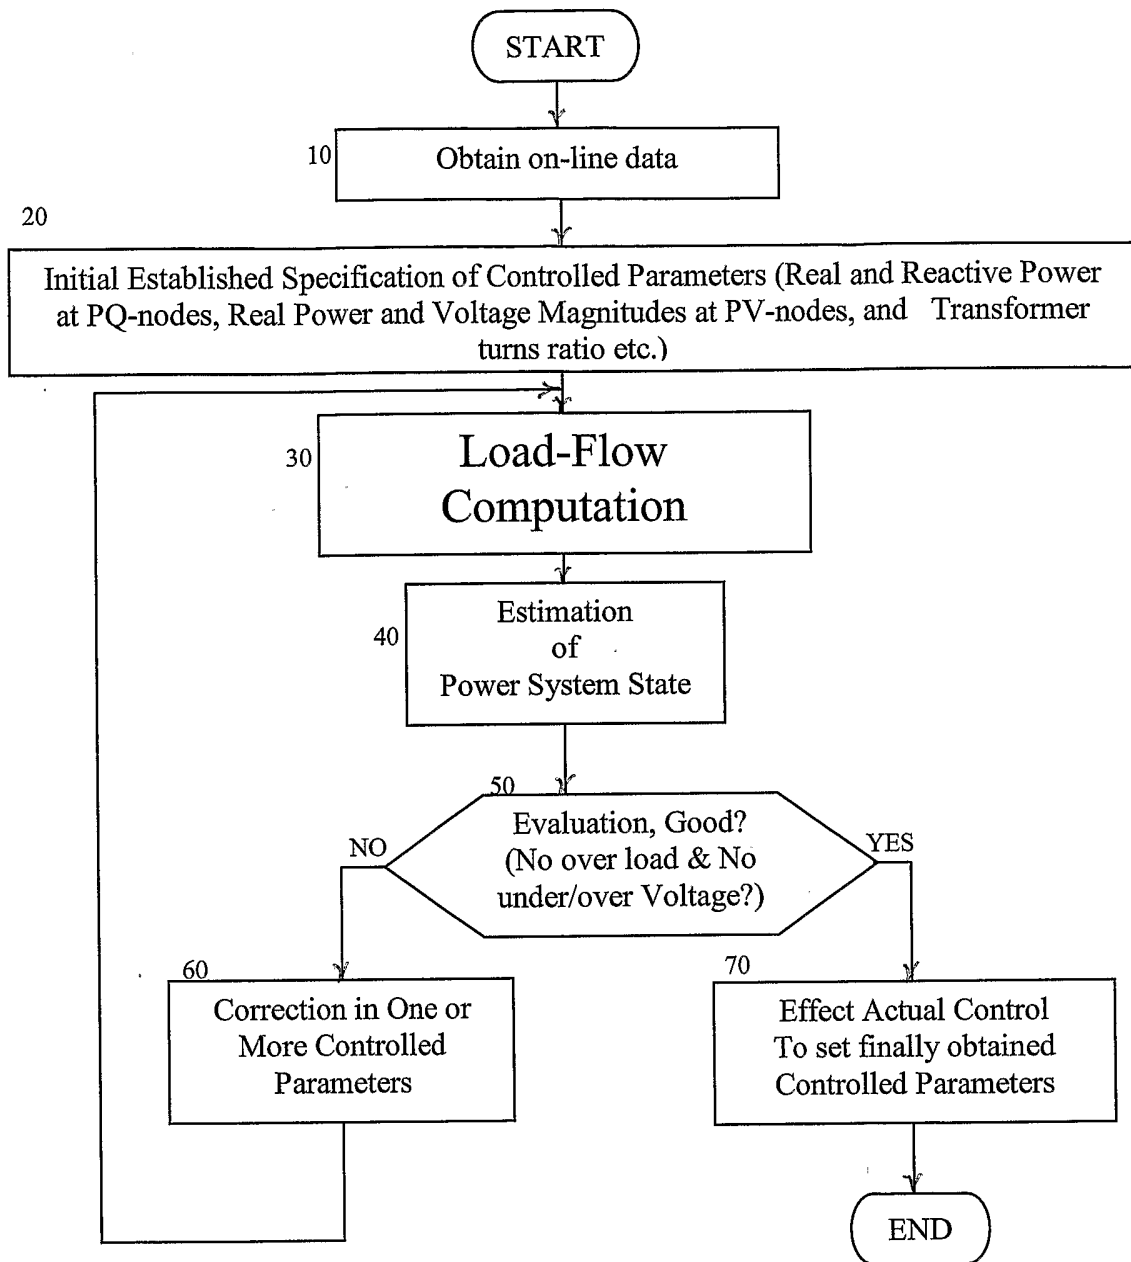 START
10
Obtain on-line data
20
Initial Established Specification of Controlled Parameters (Real and Reactive Power
at PQ-nodes, Real Power and Voltage Magnitudes at PV-nodes, and Transformer
turns ratio etc.)
30
Load-Flow
Computation
40
Estimation
of
Power System State
50
Evaluation, Good?
(No over load & No
under/over Voltage?)
NO
YES
60
Correction in One or
More Controlled
Parameters
70
Effect Actual Control
To set finally obtained
Controlled Parameters
END